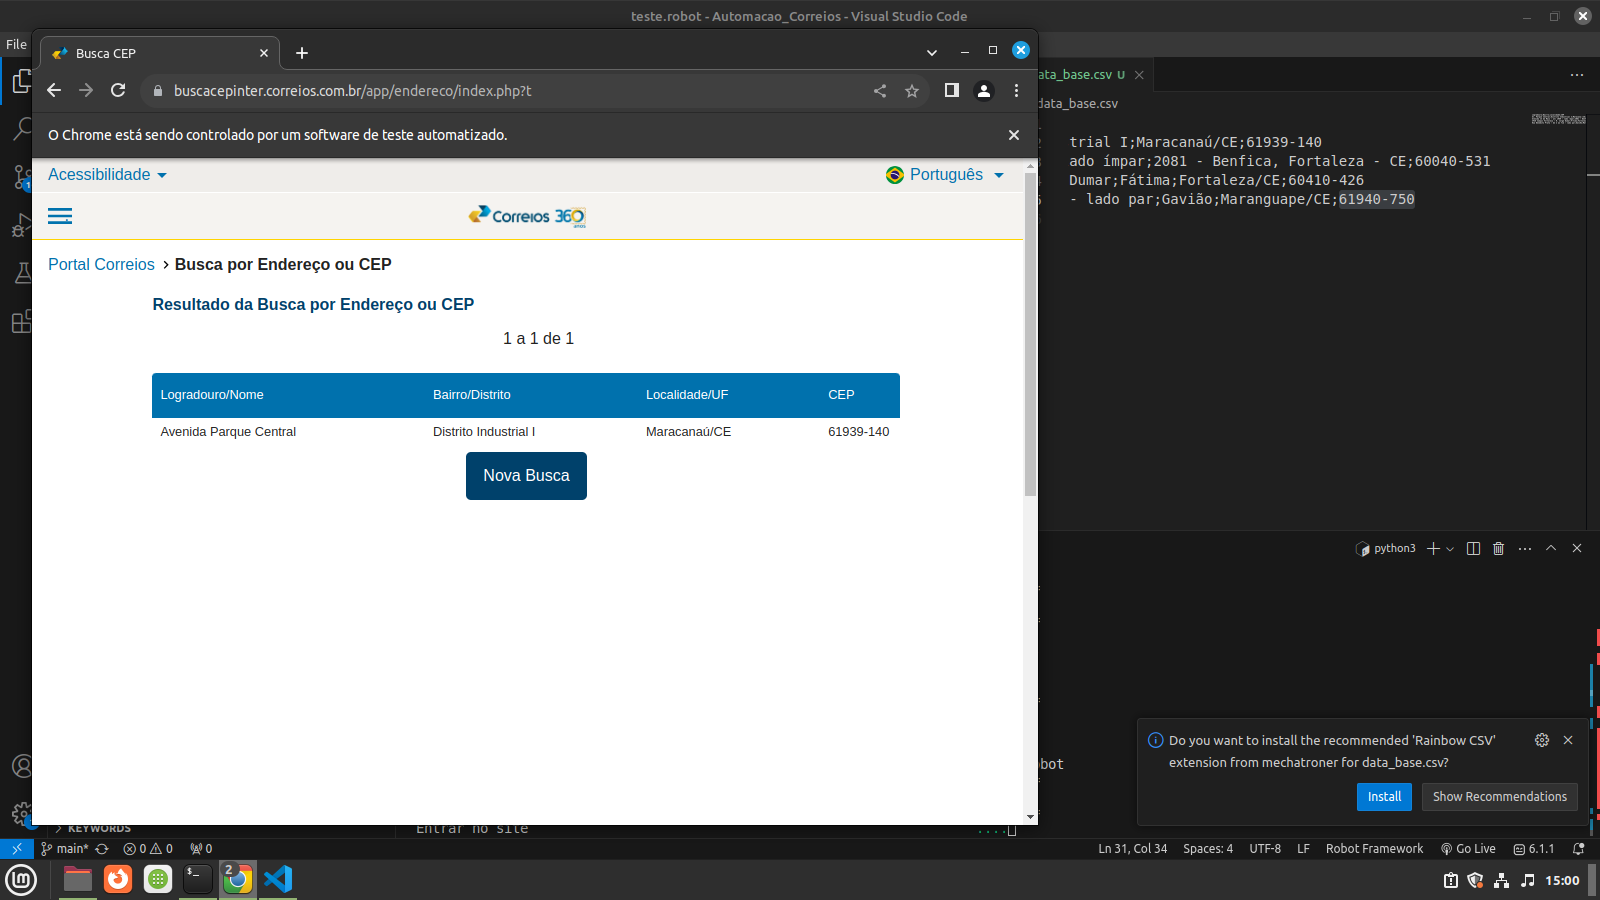 teste.robot - Automacao_Correios - Visual Studio Code
File
Busca CEP
buscacepinter.correios.com.br/app/endereco/index.php?t
O Chrome está sendo controlado por um software de teste automatizado.
Acessibilidade
Português
Correios 360 anos
Portal Correios > Busca por Endereço ou CEP
Resultado da Busca por Endereço ou CEP
1 a 1 de 1
Logradouro/Nome Bairro/Distrito Localidade/UF CEP
Avenida Parque Central Distrito Industrial I Maracanaú/CE 61939-140
Nova Busca
ata_base.csv U
data_base.csv
trial I;Maracanaú/CE;61939-140
ado ímpar;2081 - Benfica, Fortaleza - CE;60040-531
Dumar;Fátima;Fortaleza/CE;60410-426
- lado par;Gavião;Maranguape/CE;61940-750
python3
obot
Do you want to install the recommended 'Rainbow CSV'
extension from mechatroner for data_base.csv?
Install
Show Recommendations
KEYWORDS
Entrar no site ....
main* 0 0 0
Ln 31, Col 34 Spaces: 4 UTF-8 LF Robot Framework Go Live 6.1.1
2
15:00